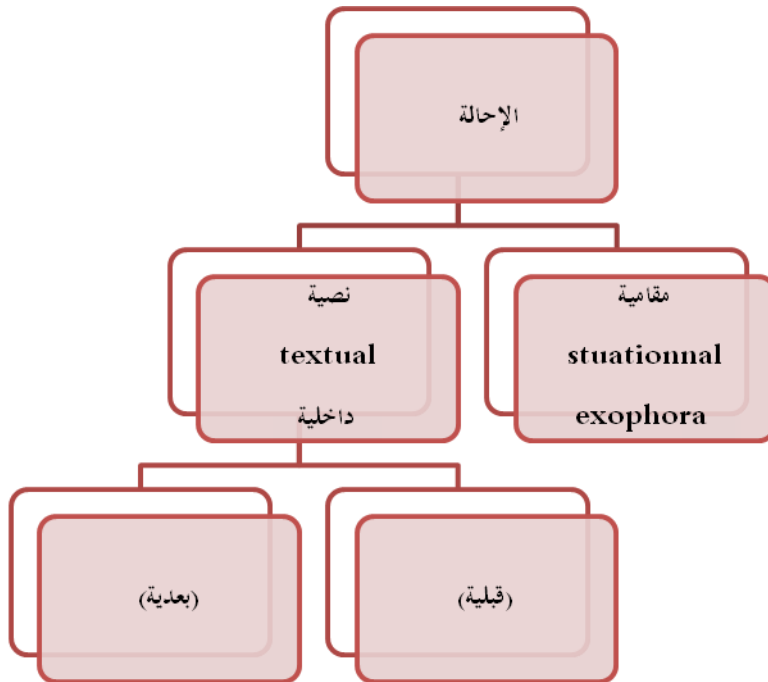 الإحالة
مقامية
stuationnal
exophora
نصية
textual
داخلية
(قبلية)
(بعدية)